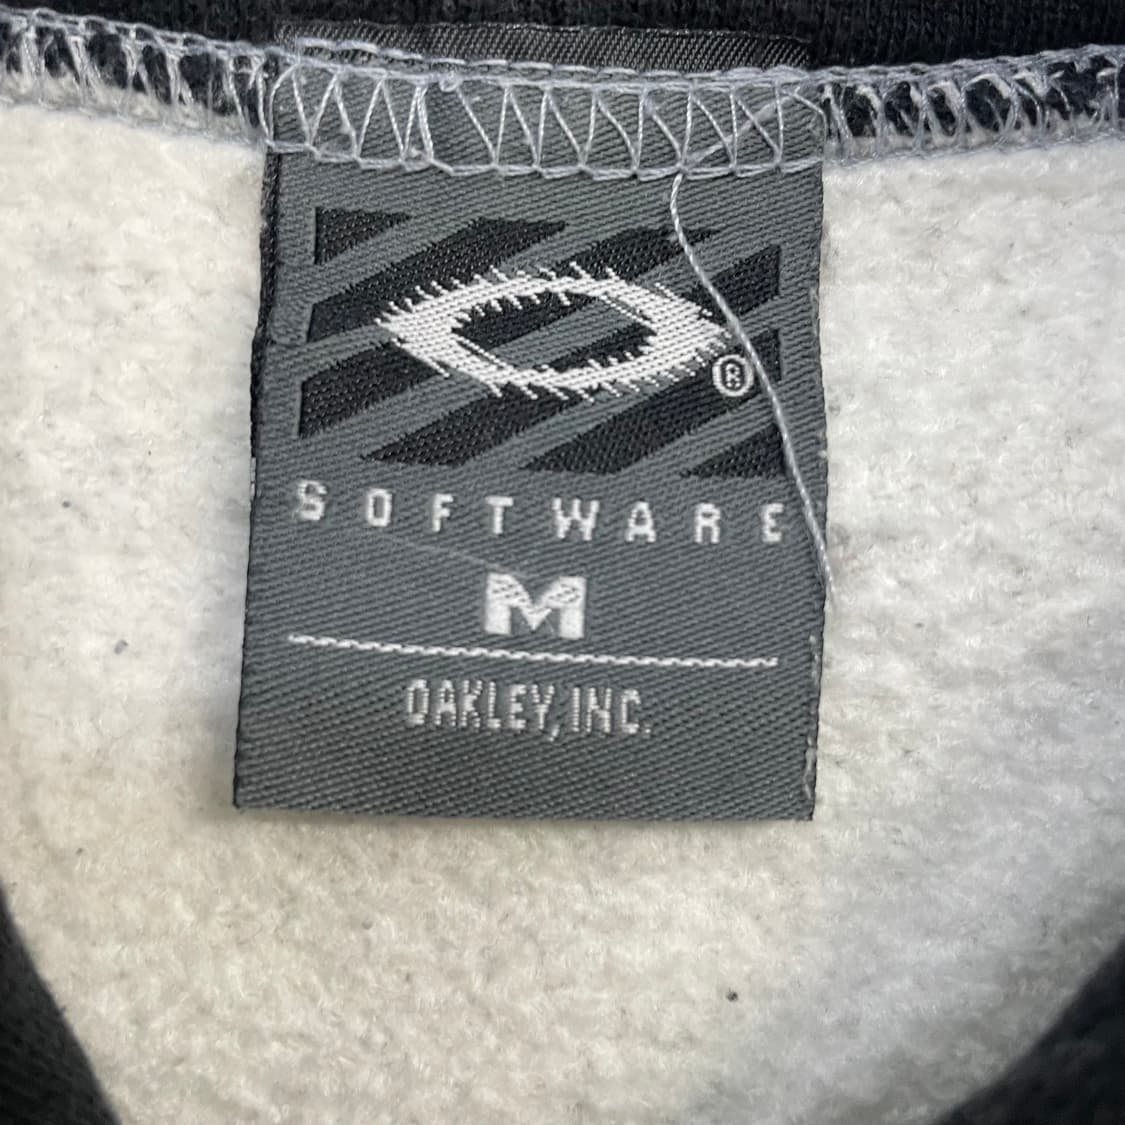 ®
SOFTWARE
M
OAKLEY, INC.